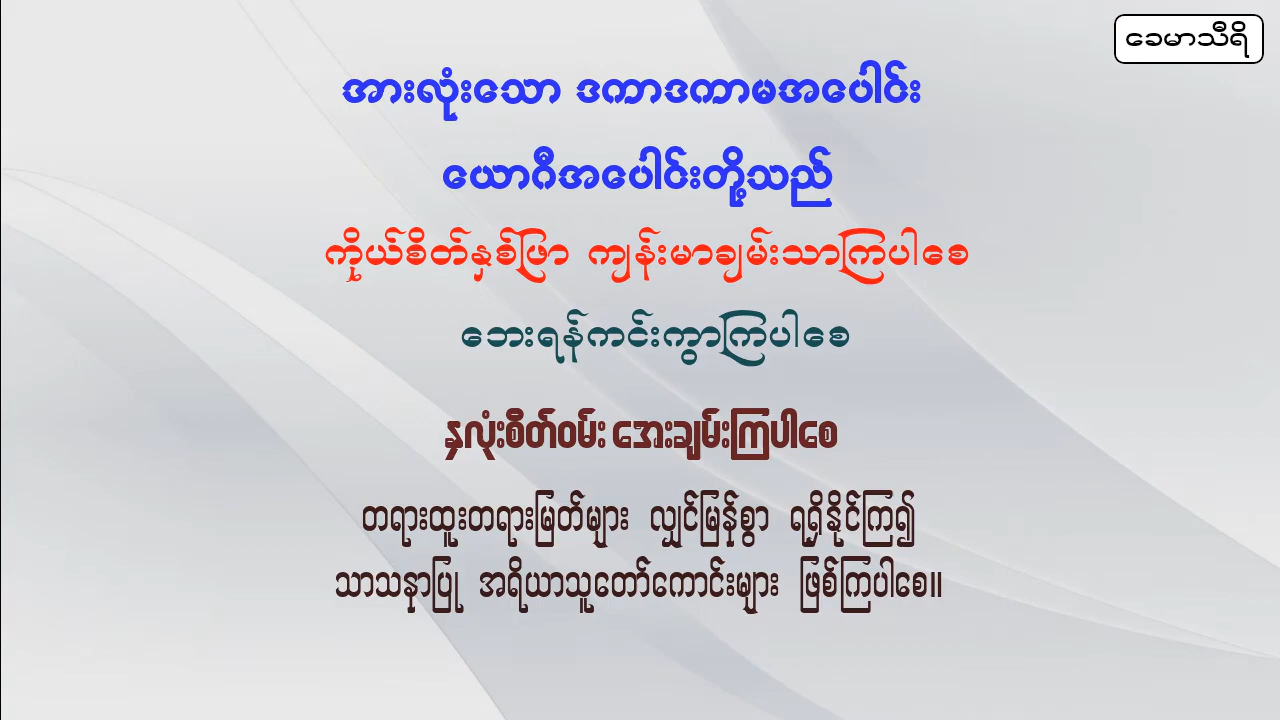 ခေမာသီရိ
အားလုံးသော ဒကာဒကာမအပေါင်း
ယောဂီအပေါင်းတို့သည်
ကိုယ်စိတ်နှစ်ဖြာ ကျန်းမာချမ်းသာကြပါစေ
ဘေးရန်ကင်းကွာကြပါစေ
နှလုံးစိတ်ဝမ်း အေးချမ်းကြပါစေ
တရားထူးတရားမြတ်များ လျှင်မြန်စွာ ရရှိနိုင်ကြ၍
သာသနာပြု အရိယာသူတော်ကောင်းများ ဖြစ်ကြပါစေ။